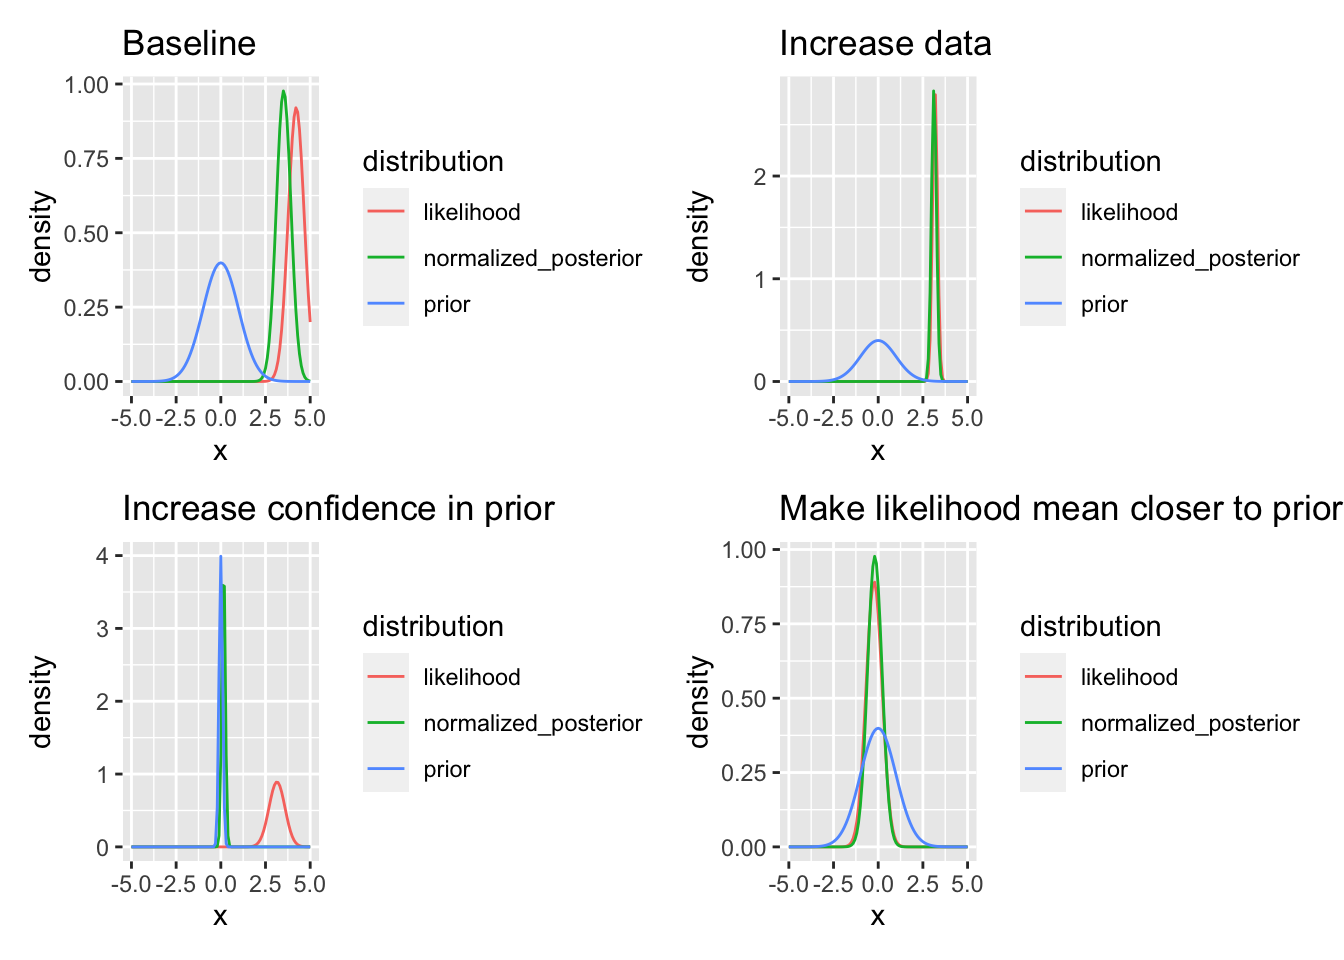 Baseline
1.00
0.75
0.50
0.25
0.00
density
-5.0 -2.5 0.0 2.5 5.0
x
distribution
likelihood
normalized_posterior
prior
Increase data
2
1
0
density
-5.0 -2.5 0.0 2.5 5.0
x
distribution
likelihood
normalized_posterior
prior
Increase confidence in prior
4
3
2
1
0
density
-5.0 -2.5 0.0 2.5 5.0
x
distribution
likelihood
normalized_posterior
prior
Make likelihood mean closer to prior
1.00
0.75
0.50
0.25
0.00
density
-5.0 -2.5 0.0 2.5 5.0
x
distribution
likelihood
normalized_posterior
prior